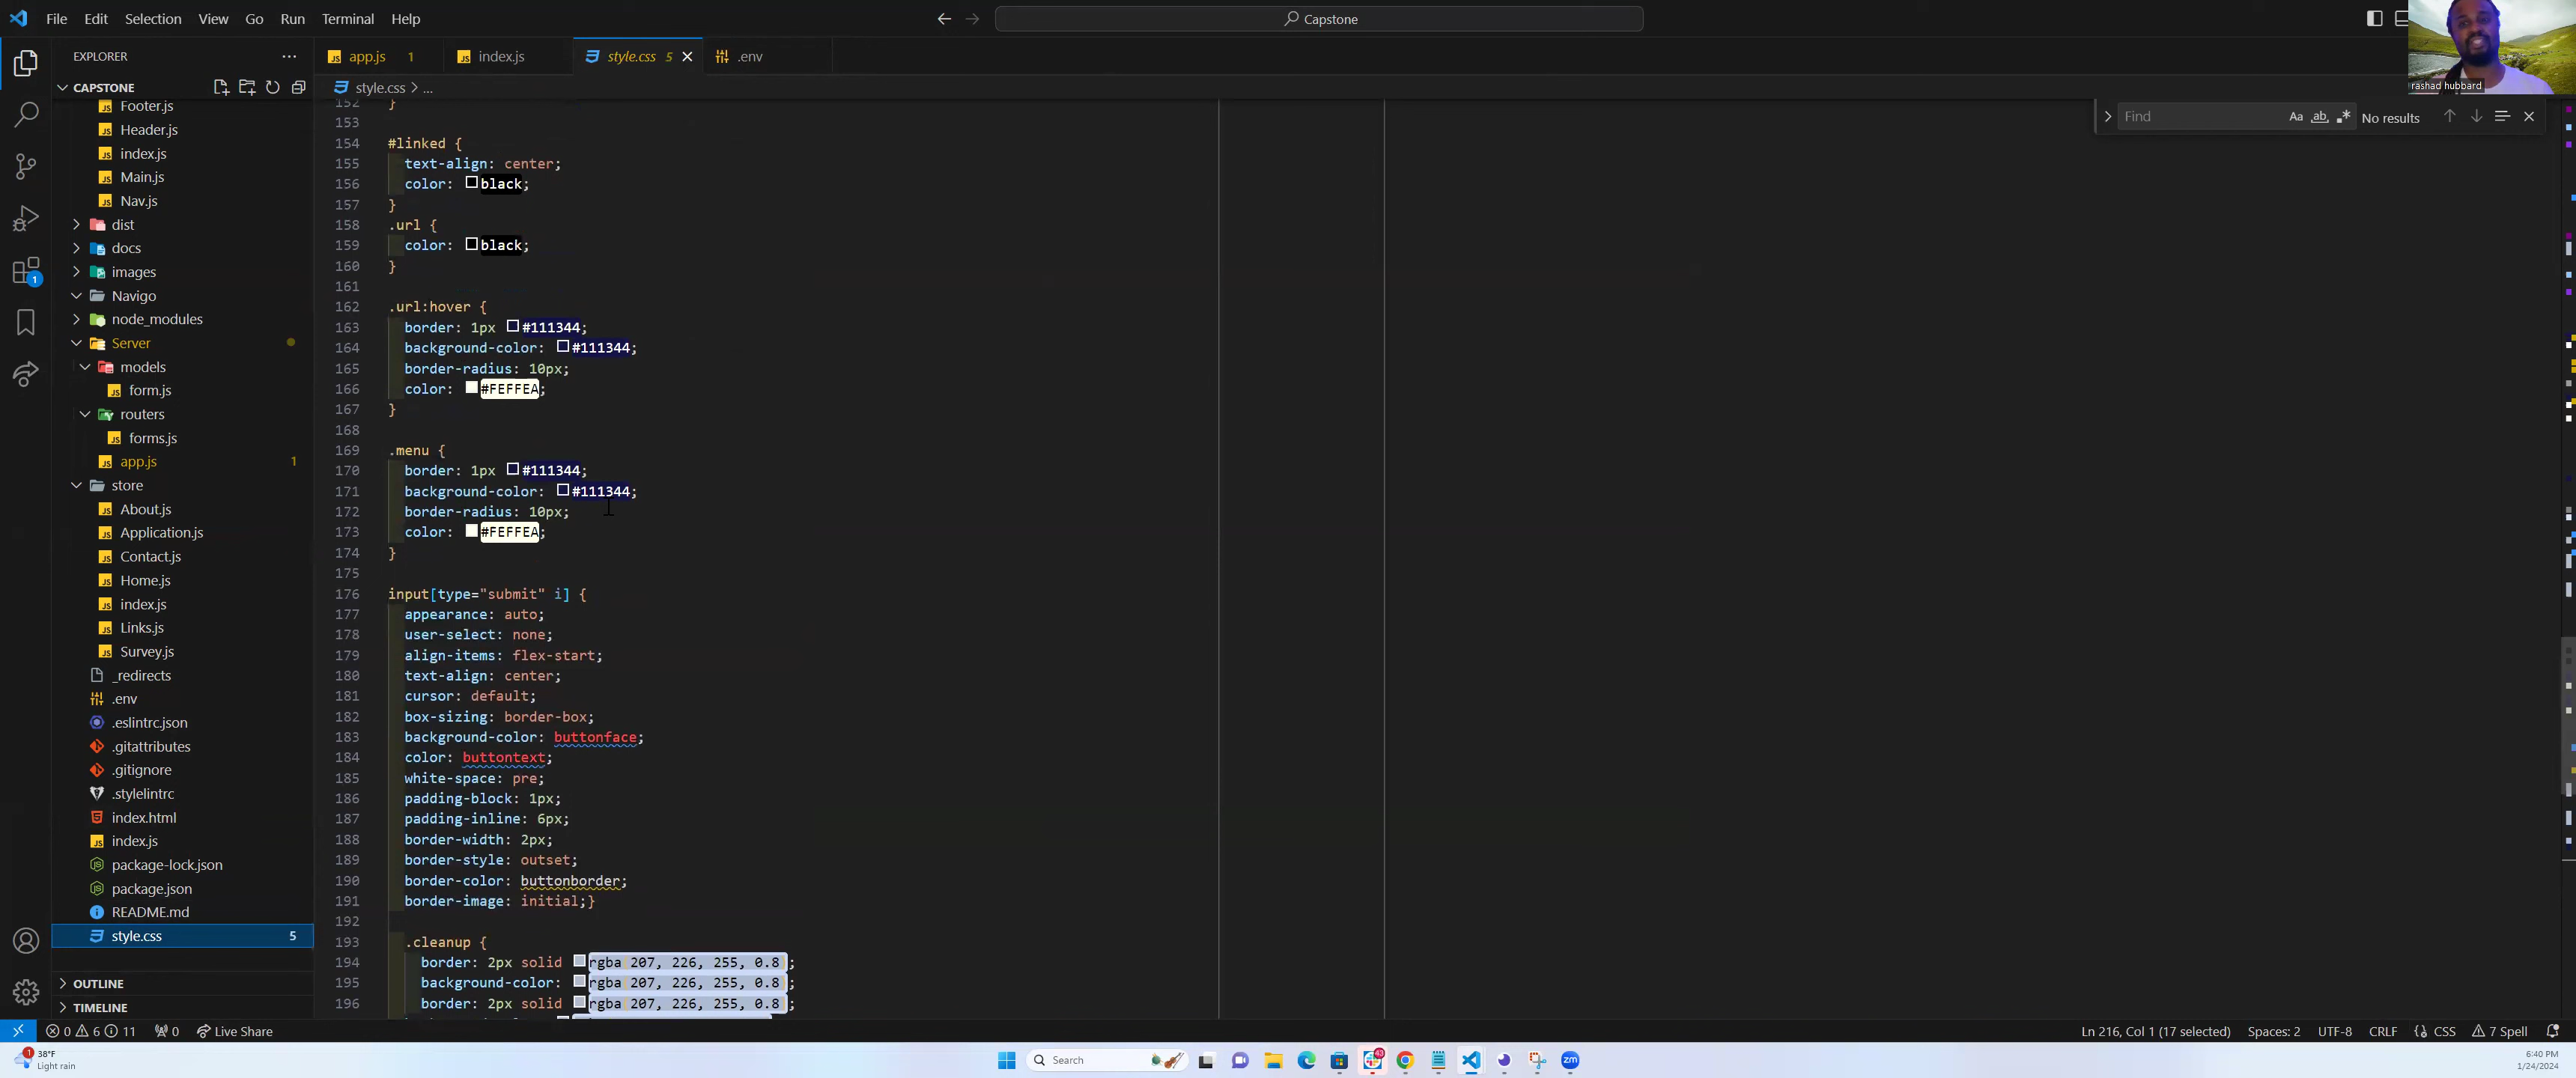 File Edit Selection View Go Run Terminal Help
Capstone
rashad hubbard
EXPLORER
app.js 1
index.js
style.css 5
.env
CAPSTONE
style.css > ...
Find
Aa ab
No results
Footer.js
Header.js
index.js
Main.js
Nav.js
dist
docs
images
Navigo
node_modules
Server
models
form.js
routers
forms.js
app.js 1
store
About.js
Application.js
Contact.js
Home.js
index.js
Links.js
Survey.js
_redirects
.env
.eslintrc.json
.gitattributes
.gitignore
.stylelintrc
index.html
index.js
package-lock.json
package.json
README.md
style.css 5
OUTLINE
TIMELINE
1
152 }
153
154 #linked {
155 text-align: center;
156 color: black;
157 }
158 .url {
159 color: black;
160 }
161
162 .url:hover {
163 border: 1px #111344;
164 background-color: #111344;
165 border-radius: 10px;
166 color: #FEFFEA;
167 }
168
169 .menu {
170 border: 1px #111344;
171 background-color: #111344;
172 border-radius: 10px;
173 color: #FEFFEA;
174 }
175
176 input[type="submit" i] {
177 appearance: auto;
178 user-select: none;
179 align-items: flex-start;
180 text-align: center;
181 cursor: default;
182 box-sizing: border-box;
183 background-color: buttonface;
184 color: buttontext;
185 white-space: pre;
186 padding-block: 1px;
187 padding-inline: 6px;
188 border-width: 2px;
189 border-style: outset;
190 border-color: buttonborder;
191 border-image: initial;}
192
193 .cleanup {
194 border: 2px solid rgba(207, 226, 255, 0.8);
195 background-color: rgba(207, 226, 255, 0.8);
196 border: 2px solid rgba(207, 226, 255, 0.8);
0 6 11 0 Live Share
Ln 216, Col 1 (17 selected) Spaces: 2 UTF-8 CRLF {} CSS 7 Spell
1 38°F
Light rain
Search
43
zm
6:40 PM
1/24/2024